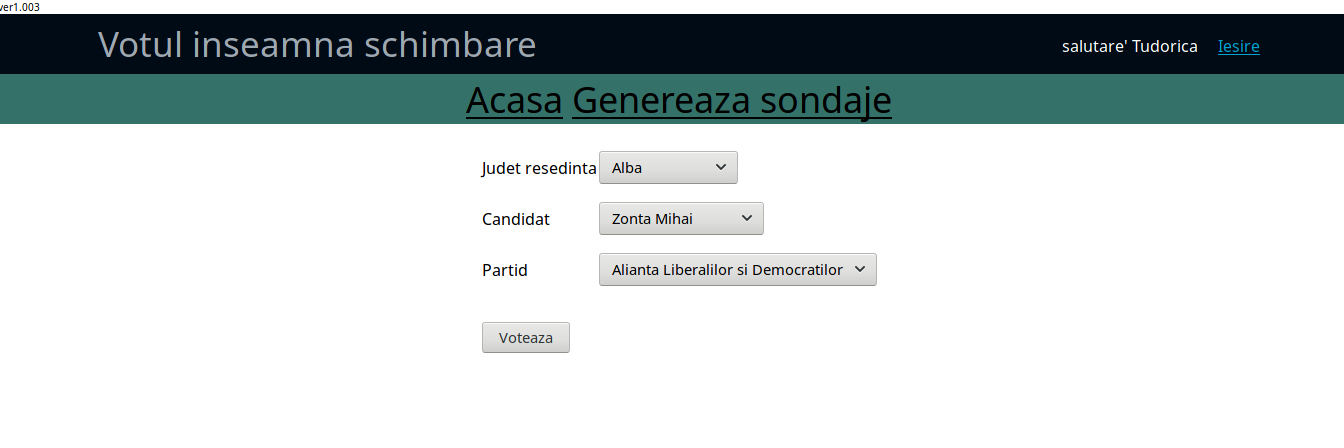 ver1.003
Votul inseamna schimbare
salutare' Tudorica Iesire
Acasa Genereaza sondaje
Judet resedinta Alba
Candidat Zonta Mihai
Partid Alianta Liberalilor si Democratilor
Voteaza